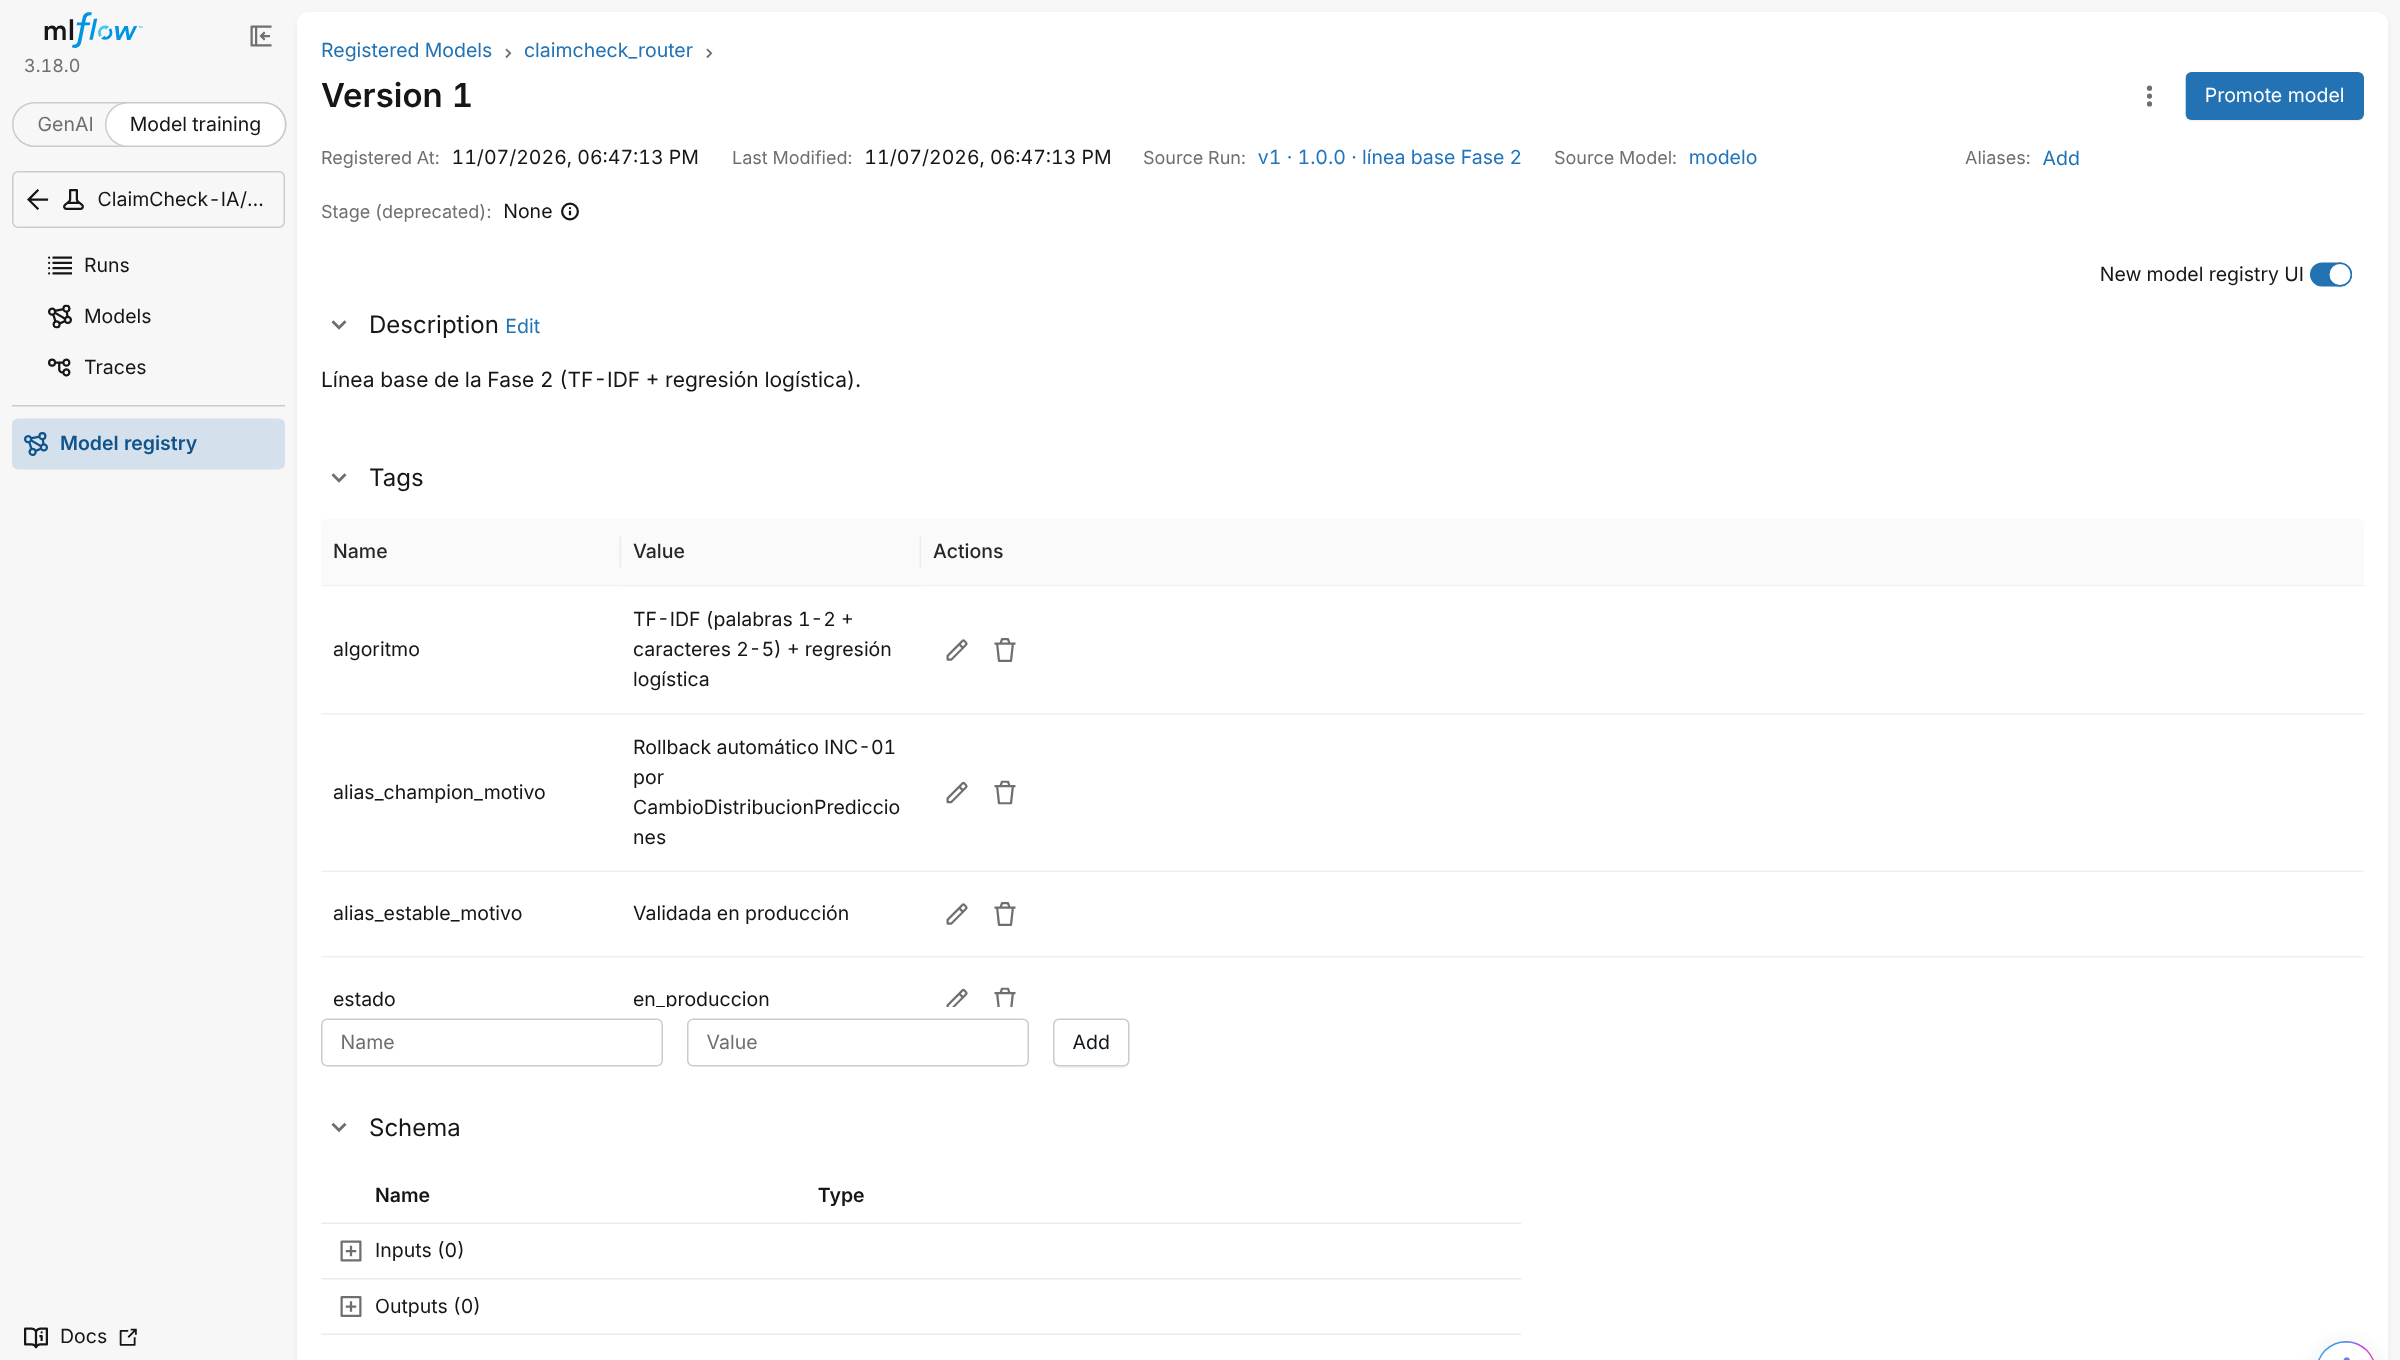 mlflow
3.18.0
GenAI
Model training
ClaimCheck-IA/...
Runs
Models
Traces
Model registry
Docs
Registered Models > claimcheck_router >
Version 1
Promote model
Registered At: 11/07/2026, 06:47:13 PM Last Modified: 11/07/2026, 06:47:13 PM Source Run: v1 · 1.0.0 · línea base Fase 2 Source Model: modelo Aliases: Add
Stage (deprecated): None
New model registry UI
Description Edit
Línea base de la Fase 2 (TF-IDF + regresión logística).
Tags
Name Value Actions
algoritmo
TF-IDF (palabras 1-2 +
caracteres 2-5) + regresión
logística
alias_champion_motivo
Rollback automático INC-01
por
CambioDistribucionPrediccio
nes
alias_estable_motivo
Validada en producción
estado
en_produccion
Name Value Add
Schema
Name Type
Inputs (0)
Outputs (0)